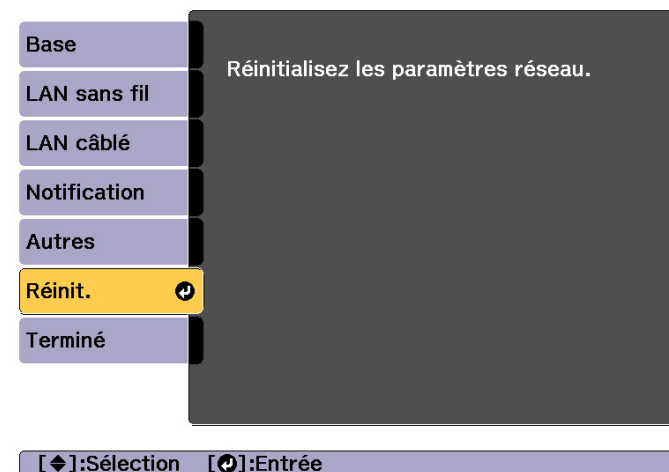 Base
LAN sans fil
LAN câblé
Notification
Autres
Réinit.
Terminé
Réinitialisez les paramètres réseau.
[◆]:Sélection [↵]:Entrée